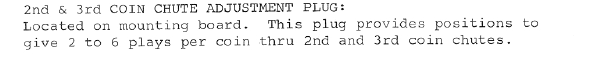 2nd & 3rd COIN CHUTE ADJUSTMENT PLUG:
Located on mounting board.  This plug provides positions to
give 2 to 6 plays per coin thru 2nd and 3rd coin chutes.